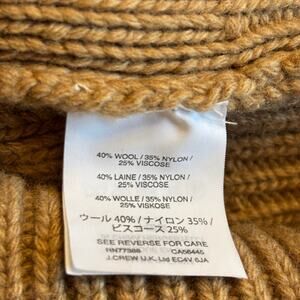 40% WOOL / 35% NYLON /
25% VISCOSE
40% LAINE / 35% NYLON /
25% VISCOSE
40% WOLLE / 35% NYLON /
25% VISKOSE
ウール 40% / ナイロン 35% /
ビスコース 25%
SEE REVERSE FOR CARE
RN77388 CA56445
J.CREW U.K. Ltd EC4V 6JA